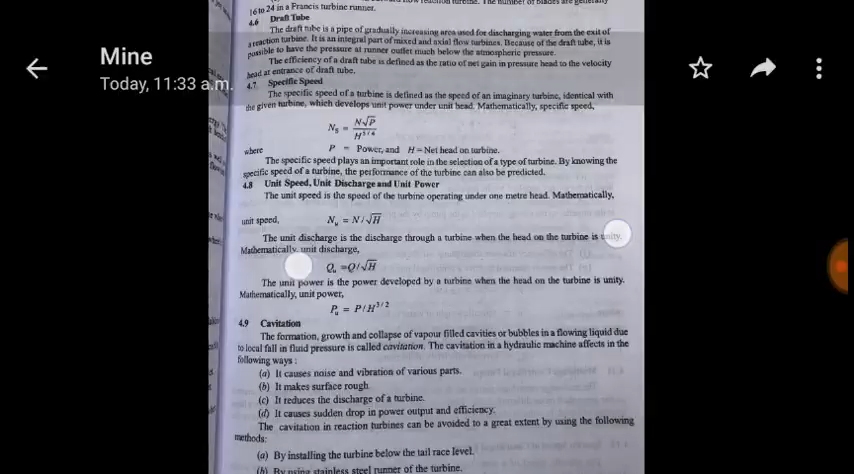 Mine
Today, 11:33 a.m.
16 to 24 in a Francis turbine runner.
4.6 Draft Tube
The draft tube is a pipe of gradually increasing area used for discharging water from the exit of
a reaction turbine. It is an integral part of mixed and axial flow turbines. Because of the draft tube, it is
possible to have the pressure at runner outlet much below the atmospheric pressure.
The efficiency of a draft tube is defined as the ratio of net gain in pressure head to the velocity
head at entrance of draft tube.
4.7 Specific Speed
The specific speed of a turbine is defined as the speed of an imaginary turbine, identical with
the given turbine, which develops unit power under unit head. Mathematically, specific speed,
N_S = N√P / H^5/4
where P = Power, and H = Net head on turbine.
The specific speed plays an important role in the selection of a type of turbine. By knowing the
specific speed of a turbine, the performance of the turbine can also be predicted.
4.8 Unit Speed, Unit Discharge and Unit Power
The unit speed is the speed of the turbine operating under one metre head. Mathematically,
unit speed, N_u = N/√H
The unit discharge is the discharge through a turbine when the head on the turbine is unity.
Mathematically, unit discharge,
Q_u = Q/√H
The unit power is the power developed by a turbine when the head on the turbine is unity.
Mathematically, unit power,
P_u = P/H^3/2
4.9 Cavitation
The formation, growth and collapse of vapour filled cavities or bubbles in a flowing liquid due
to local fall in fluid pressure is called cavitation. The cavitation in a hydraulic machine affects in the
following ways :
(a) It causes noise and vibration of various parts.
(b) It makes surface rough.
(c) It reduces the discharge of a turbine.
(d) It causes sudden drop in power output and efficiency.
The cavitation in reaction turbines can be avoided to a great extent by using the following
methods:
(a) By installing the turbine below the tail race level.
(b) By using stainless steel runner of the turbine.